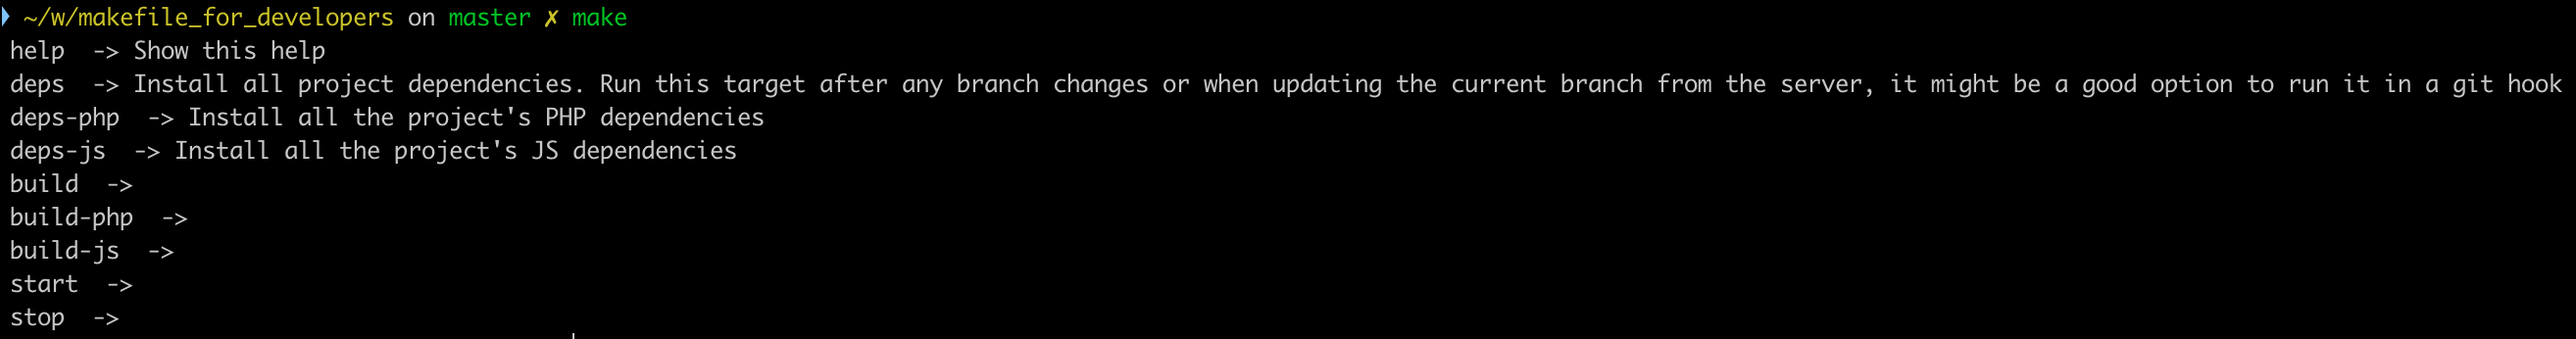 ~/w/makefile_for_developers on master ✗ make
help  -> Show this help
deps  -> Install all project dependencies. Run this target after any branch changes or when updating the current branch from the server, it might be a good option to run it in a git hook
deps-php  -> Install all the project's PHP dependencies
deps-js  -> Install all the project's JS dependencies
build  ->
build-php  ->
build-js  ->
start  ->
stop  ->